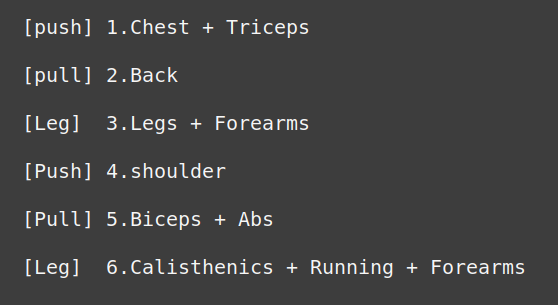 [push] 1.Chest + Triceps
[pull] 2.Back
[Leg]  3.Legs + Forearms
[Push] 4.shoulder
[Pull] 5.Biceps + Abs
[Leg]  6.Calisthenics + Running + Forearms